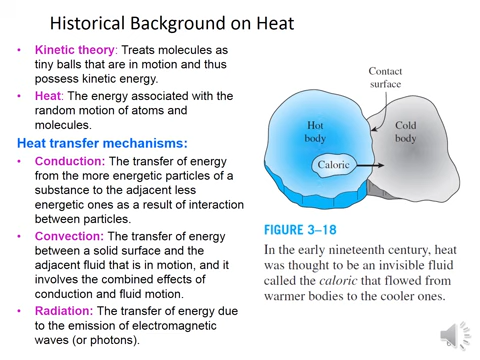 Historical Background on Heat
• Kinetic theory: Treats molecules as
tiny balls that are in motion and thus
possess kinetic energy.
• Heat: The energy associated with the
random motion of atoms and
molecules.
Heat transfer mechanisms:
• Conduction: The transfer of energy
from the more energetic particles of a
substance to the adjacent less
energetic ones as a result of interaction
between particles.
• Convection: The transfer of energy
between a solid surface and the
adjacent fluid that is in motion, and it
involves the combined effects of
conduction and fluid motion.
• Radiation: The transfer of energy due
to the emission of electromagnetic
waves (or photons).
Contact
surface
Hot
body
Cold
body
Caloric
FIGURE 3–18
In the early nineteenth century, heat
was thought to be an invisible fluid
called the caloric that flowed from
warmer bodies to the cooler ones.